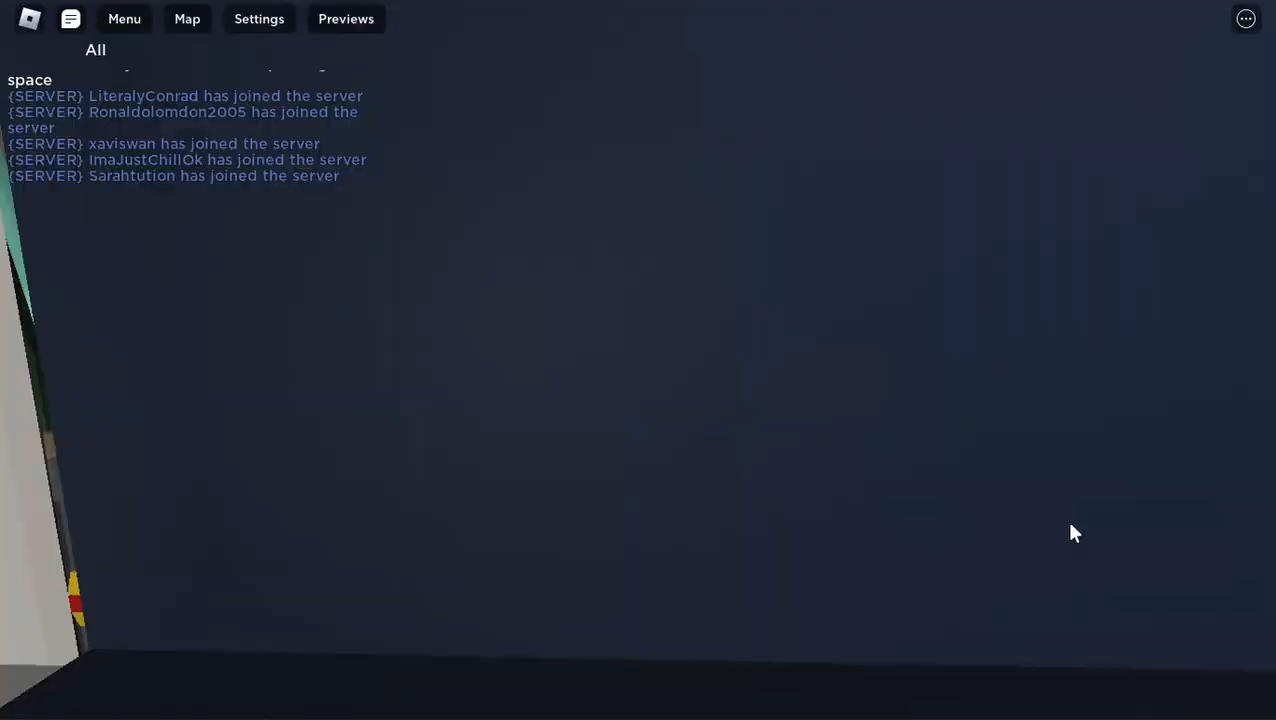 Menu Map Settings Previews
All
space
{SERVER} LiteralyConrad has joined the server
{SERVER} Ronaldolomdon2005 has joined the
server
{SERVER} xaviswan has joined the server
{SERVER} ImaJustChillOk has joined the server
{SERVER} Sarahtution has joined the server